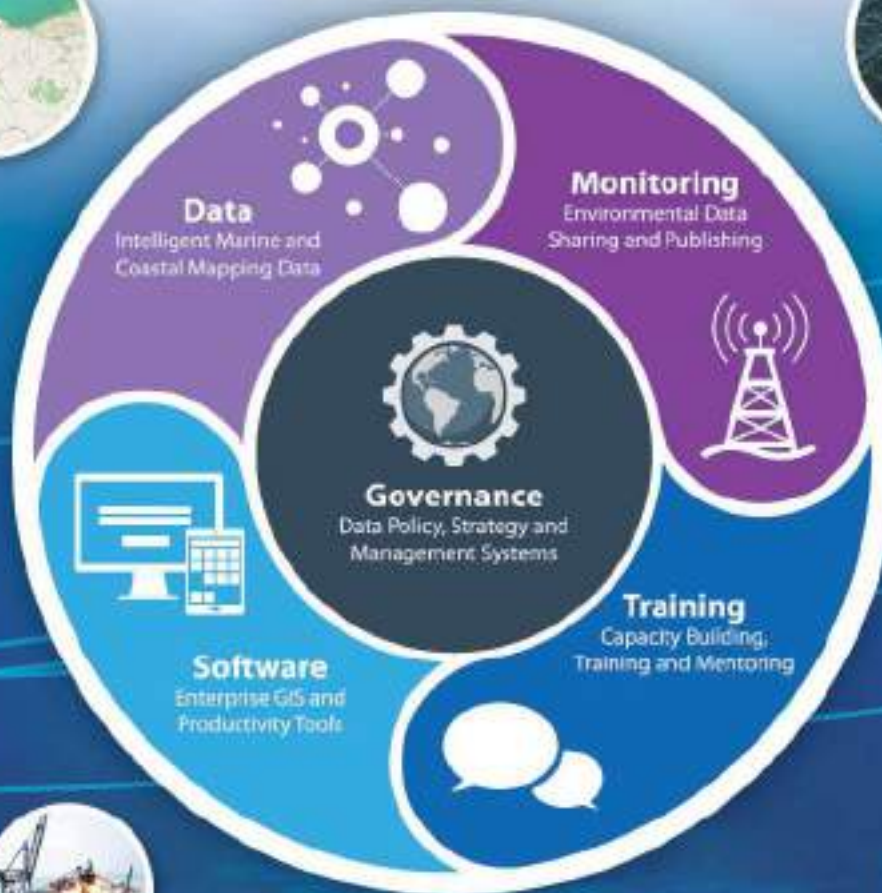 Data
Intelligent Marine and
Coastal Mapping Data
Monitoring
Environmental Data
Sharing and Publishing
Governance
Data Policy, Strategy and
Management Systems
Training
Capacity Building,
Training and Mentoring
Software
Enterprise GIS and
Productivity Tools